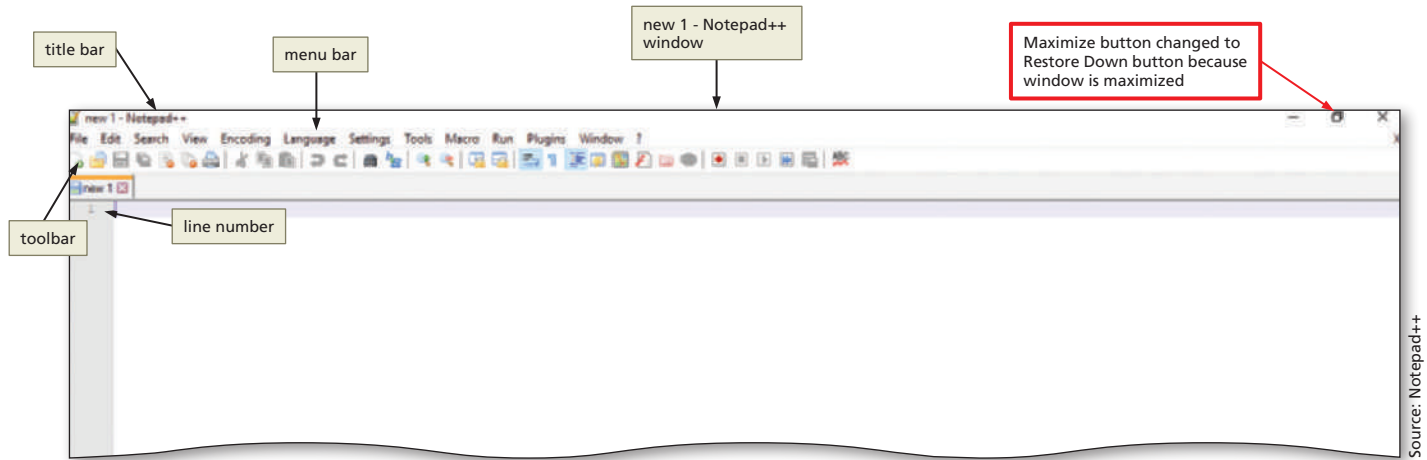 new 1 - Notepad++
window
title bar
menu bar
Maximize button changed to
Restore Down button because
window is maximized
new 1 - Notepad++
File Edit Search View Encoding Language Settings Tools Macro Run Plugins Window ?
ABC
new 1
1
line number
toolbar
Source: Notepad++